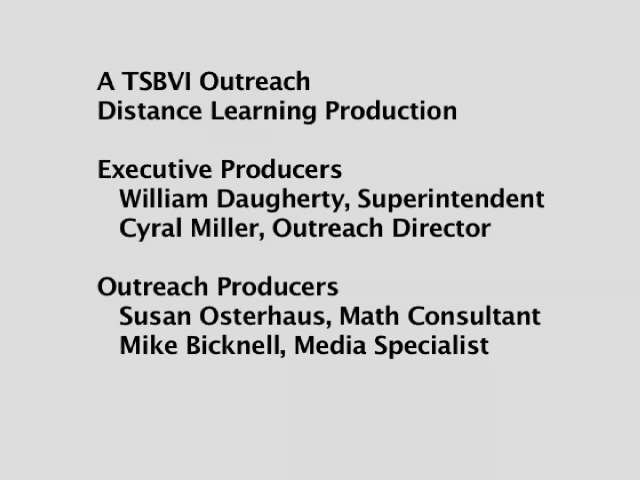 A TSBVI Outreach
Distance Learning Production
Executive Producers
William Daugherty, Superintendent
Cyral Miller, Outreach Director
Outreach Producers
Susan Osterhaus, Math Consultant
Mike Bicknell, Media Specialist